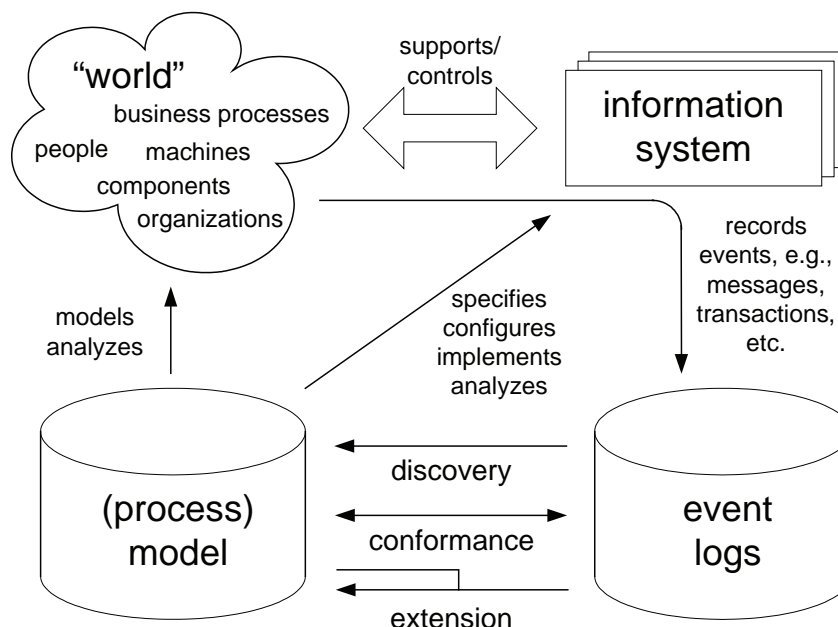 “world”
business processes
people
machines
components
organizations
supports/
controls
information
system
records
events, e.g.,
messages,
transactions,
etc.
models
analyzes
specifies
configures
implements
analyzes
(process)
model
discovery
conformance
extension
event
logs